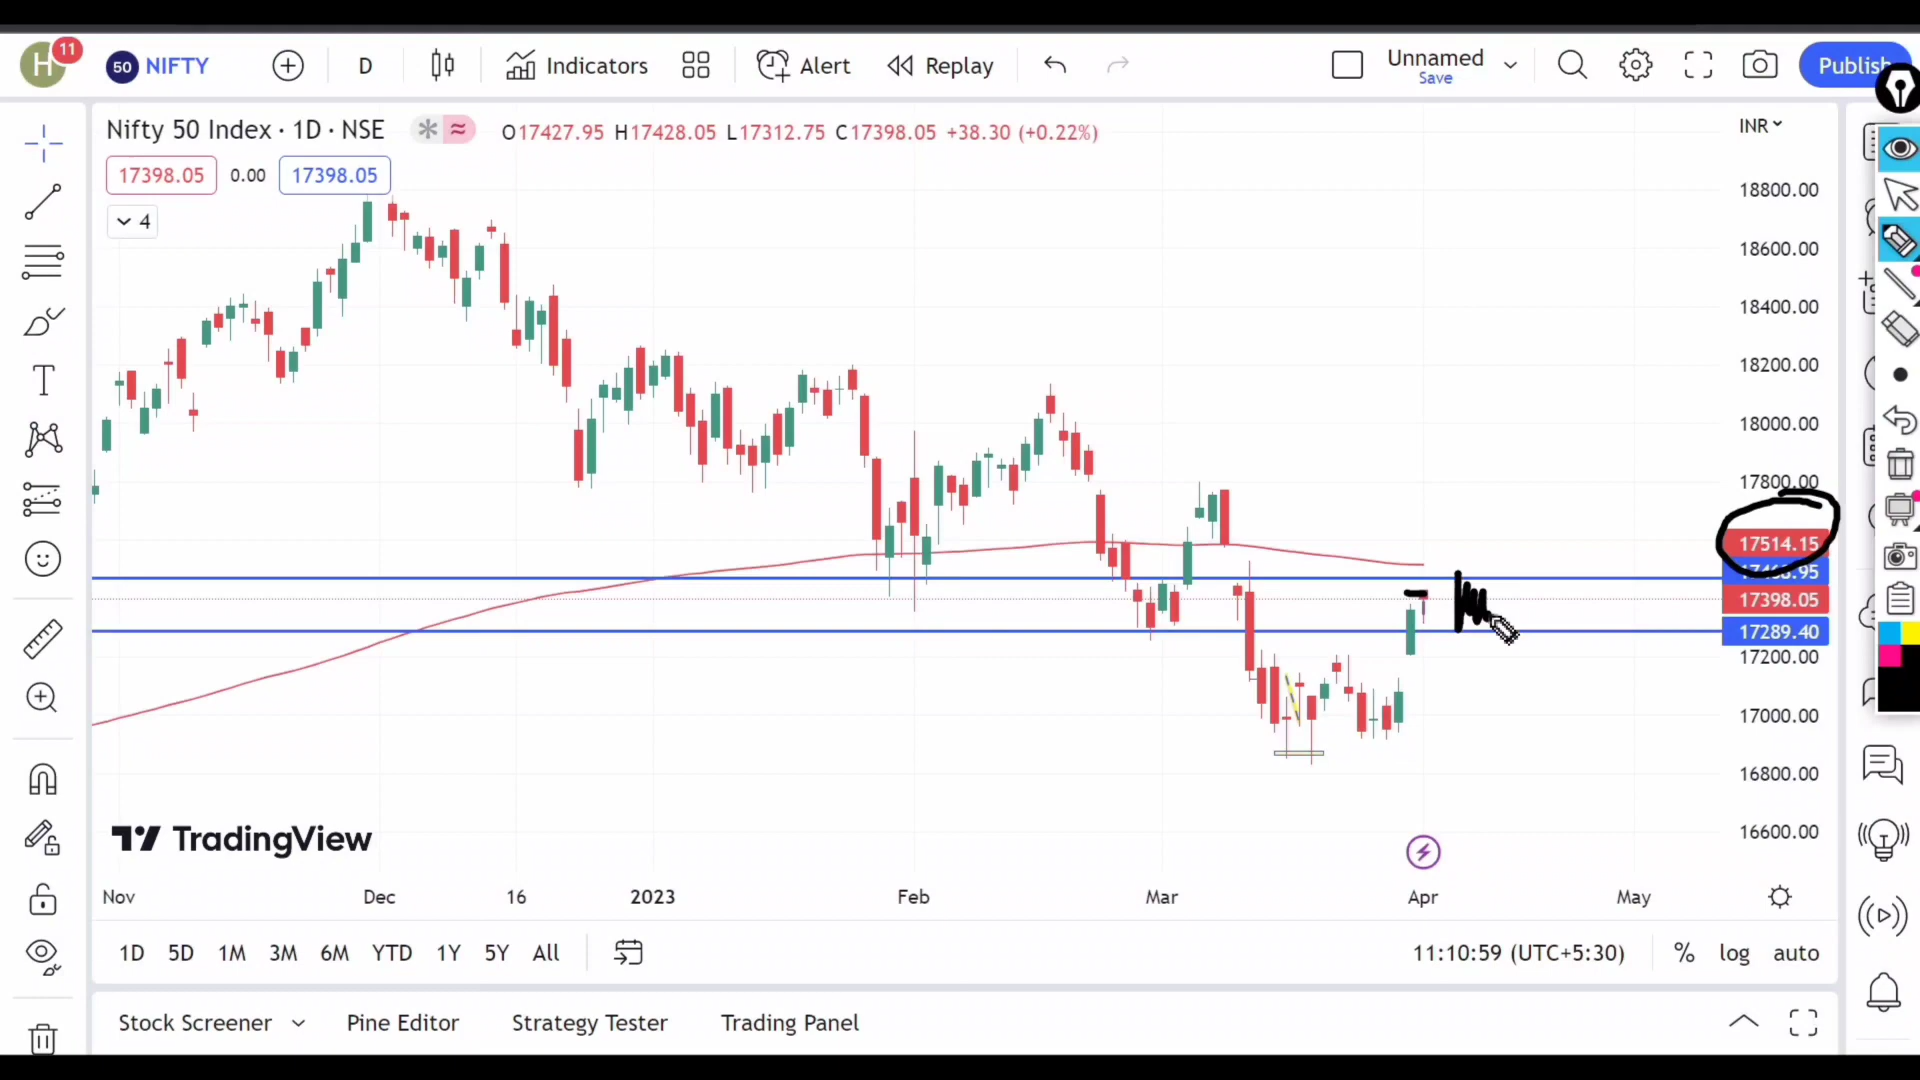 H 11 50 NIFTY D Indicators Alert Replay Unnamed Save Publish
Nifty 50 Index · 1D · NSE O17427.95 H17428.05 L17312.75 C17398.05 +38.30 (+0.22%) INR
17398.05 0.00 17398.05
4
18800.00
18600.00
18400.00
18200.00
18000.00
17800.00
17514.15
17398.05
17289.40
17200.00
17000.00
16800.00
16600.00
TradingView
Nov Dec 16 2023 Feb Mar Apr May
1D 5D 1M 3M 6M YTD 1Y 5Y All 11:10:59 (UTC+5:30) % log auto
Stock Screener Pine Editor Strategy Tester Trading Panel